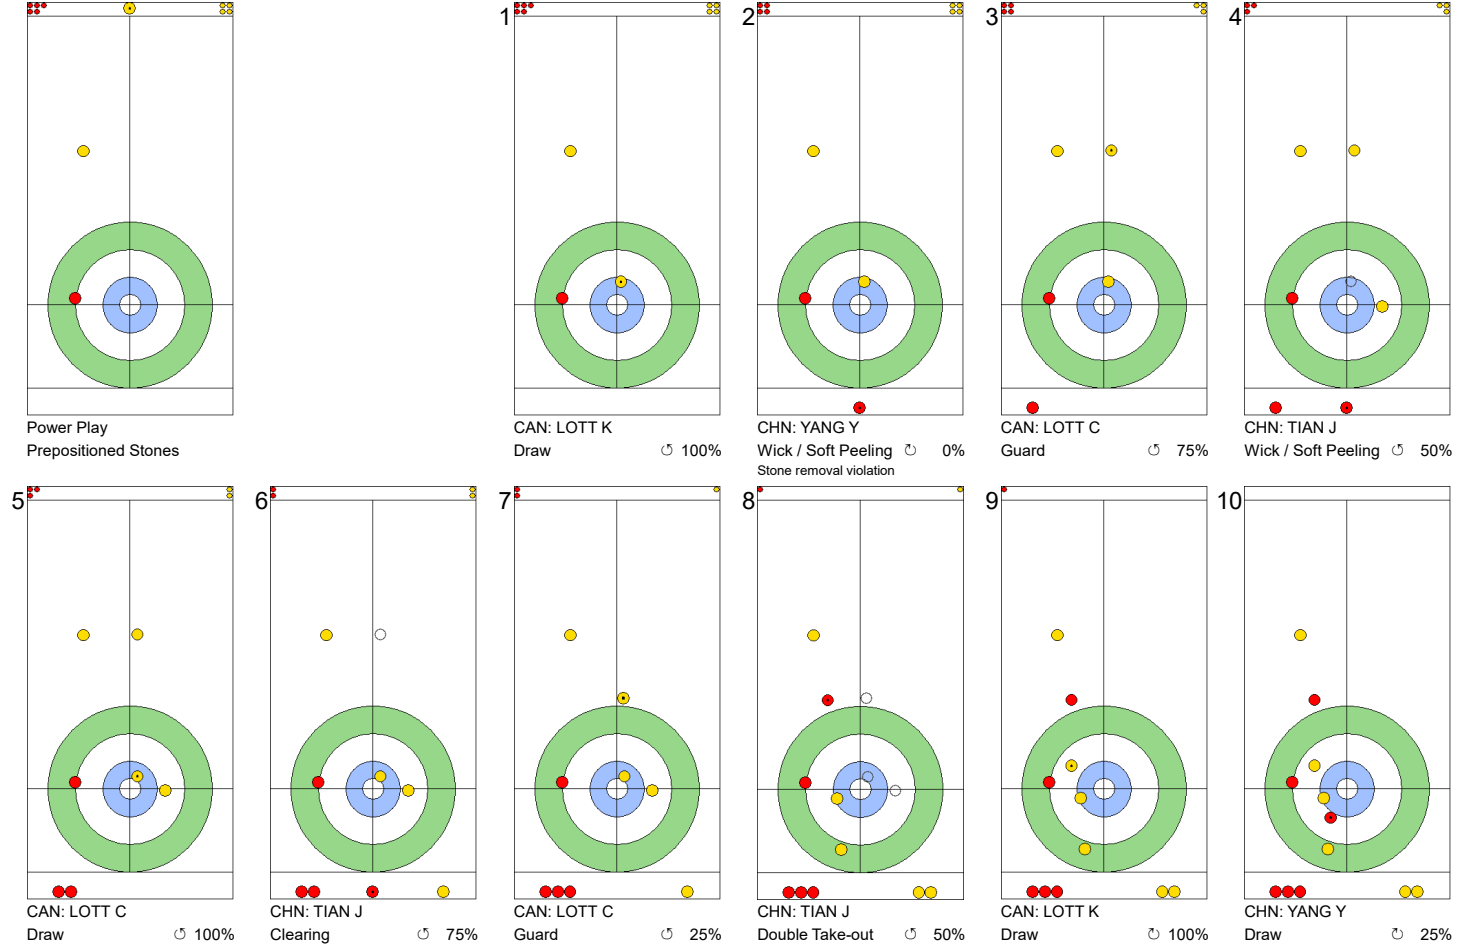 1
2
3
4
Power Play
Prepositioned Stones
CAN: LOTT K
Draw 100%
CHN: YANG Y
Wick / Soft Peeling 0%
Stone removal violation
CAN: LOTT C
Guard 75%
CHN: TIAN J
Wick / Soft Peeling 50%
5
6
7
8
9
10
CAN: LOTT C
Draw 100%
CHN: TIAN J
Clearing 75%
CAN: LOTT C
Guard 25%
CHN: TIAN J
Double Take-out 50%
CAN: LOTT K
Draw 100%
CHN: YANG Y
Draw 25%